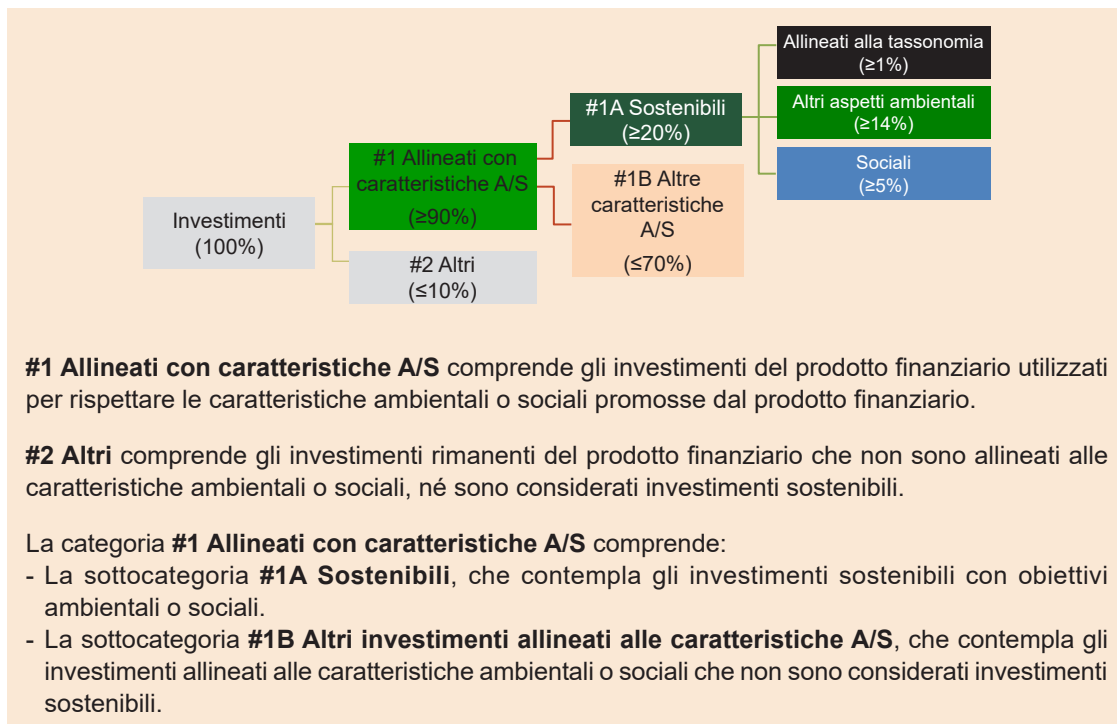 Allineati alla tassonomia
(≥1%)
#1A Sostenibili
(≥20%)
Altri aspetti ambientali
(≥14%)
#1 Allineati con
caratteristiche A/S
(≥90%)
Sociali
(≥5%)
#1B Altre
caratteristiche
A/S
(≤70%)
Investimenti
(100%)
#2 Altri
(≤10%)
#1 Allineati con caratteristiche A/S comprende gli investimenti del prodotto finanziario utilizzati
per rispettare le caratteristiche ambientali o sociali promosse dal prodotto finanziario.
#2 Altri comprende gli investimenti rimanenti del prodotto finanziario che non sono allineati alle
caratteristiche ambientali o sociali, né sono considerati investimenti sostenibili.
La categoria #1 Allineati con caratteristiche A/S comprende:
- La sottocategoria #1A Sostenibili, che contempla gli investimenti sostenibili con obiettivi
ambientali o sociali.
- La sottocategoria #1B Altri investimenti allineati alle caratteristiche A/S, che contempla gli
investimenti allineati alle caratteristiche ambientali o sociali che non sono considerati investimenti
sostenibili.